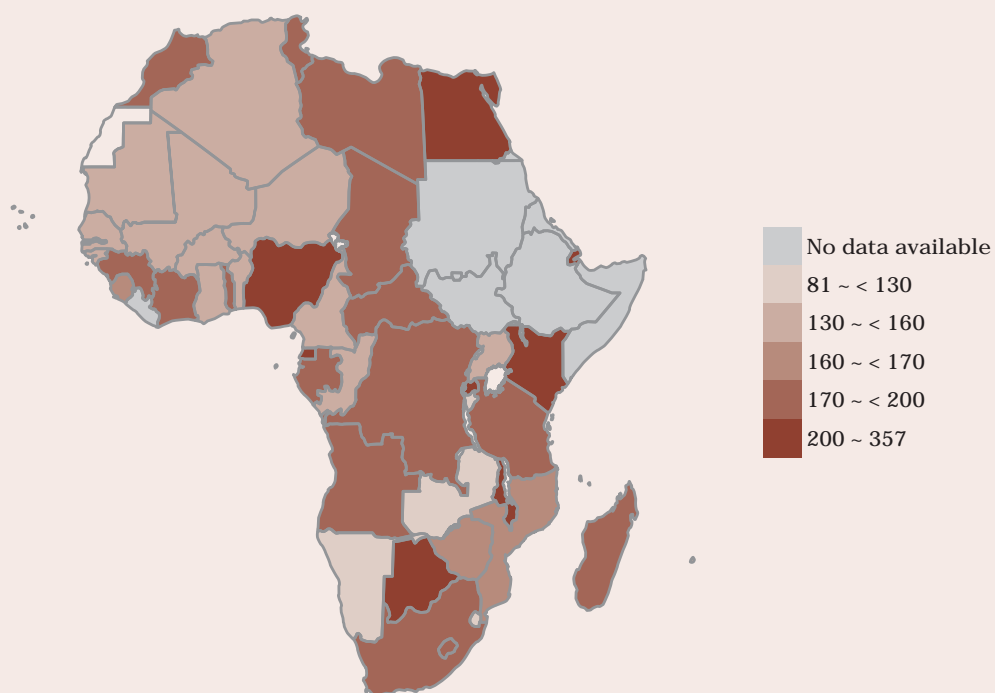 No data available
81 ~ < 130
130 ~ < 160
160 ~ < 170
170 ~ < 200
200 ~ 357